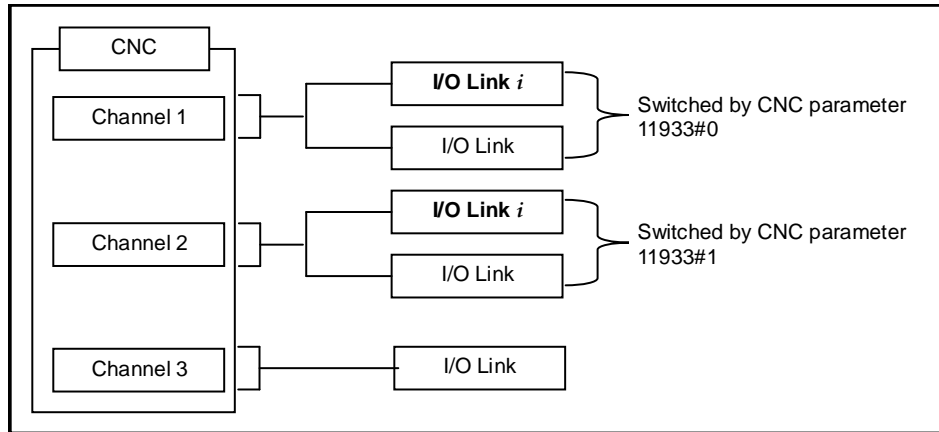 CNC
Channel 1
I/O Link i
I/O Link
Switched by CNC parameter
11933#0
Channel 2
I/O Link i
I/O Link
Switched by CNC parameter
11933#1
Channel 3
I/O Link